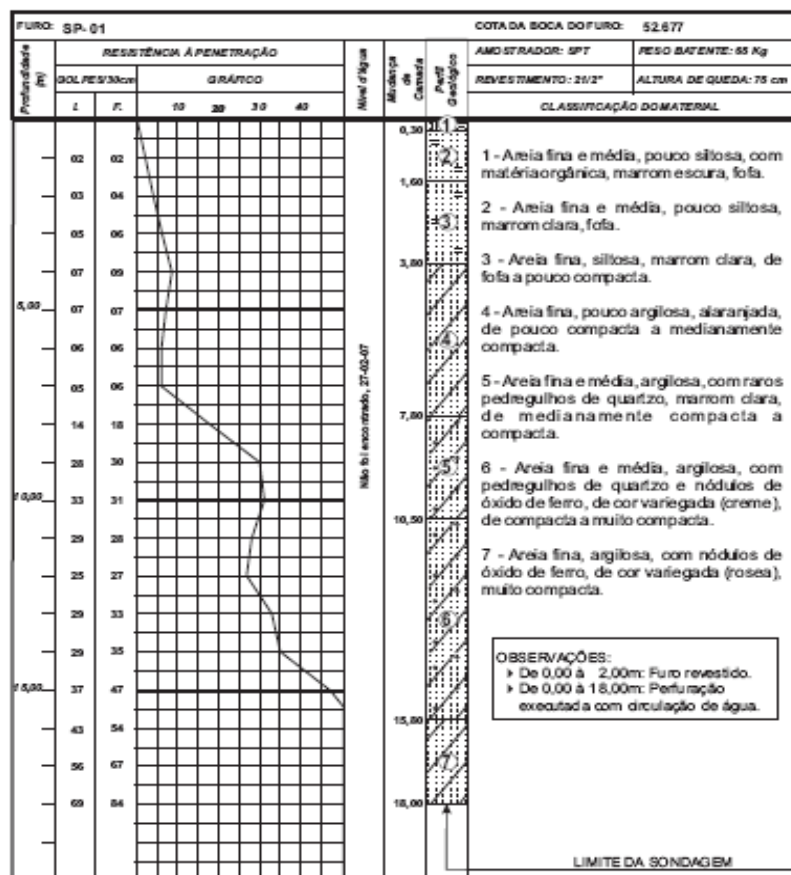 FURO: SP-01
COTA DA BOCA DO FURO: 52.677
Profundidade (m)
RESISTÊNCIA À PENETRAÇÃO
GOLPES/30cm
GRÁFICO
I. F. 10 20 30 40
Nível d'água
Mudança de Camada
Perfil Geológico
AMOSTRADOR: SPT
PESO BATENTE: 65 Kg
REVESTIMENTO: 21/2"
ALTURA DE QUEDA: 75 cm
CLASSIFICAÇÃO DO MATERIAL
02 02
03 04
05 06
07 09
5,00 07 07
06 06
05 06
14 18
28 30
10,00 33 31
29 28
25 27
29 33
29 35
15,00 37 47
43 54
56 67
69 84
Não foi encontrado, 27-02-07
0,30
1,60
7,80
10,50
18,00
1
2
3
4
5
6
7
1 - Areia fina e média, pouco siltosa, com
matéria orgânica, marrom escura, fofa.
2 - Areia fina e média, pouco siltosa,
marrom clara, fofa.
3 - Areia fina, siltosa, marrom clara, de
fofa a pouco compacta.
4 - Areia fina, pouco argilosa, alaranjada,
de pouco compacta a medianamente
compacta.
5 - Areia fina e média, argilosa, com raros
pedregulhos de quartzo, marrom clara,
de medianamente compacta a
compacta.
6 - Areia fina e média, argilosa, com
pedregulhos de quartzo e nódulos de
óxido de ferro, de cor variegada (creme),
de compacta a muito compacta.
7 - Areia fina, argilosa, com nódulos de
óxido de ferro, de cor variegada (rosea),
muito compacta.
OBSERVAÇÕES:
De 0,00 à 2,00m: Furo revestido.
De 0,00 à 18,00m: Perfuração
executada com circulação de água.
LIMITE DA SONDAGEM